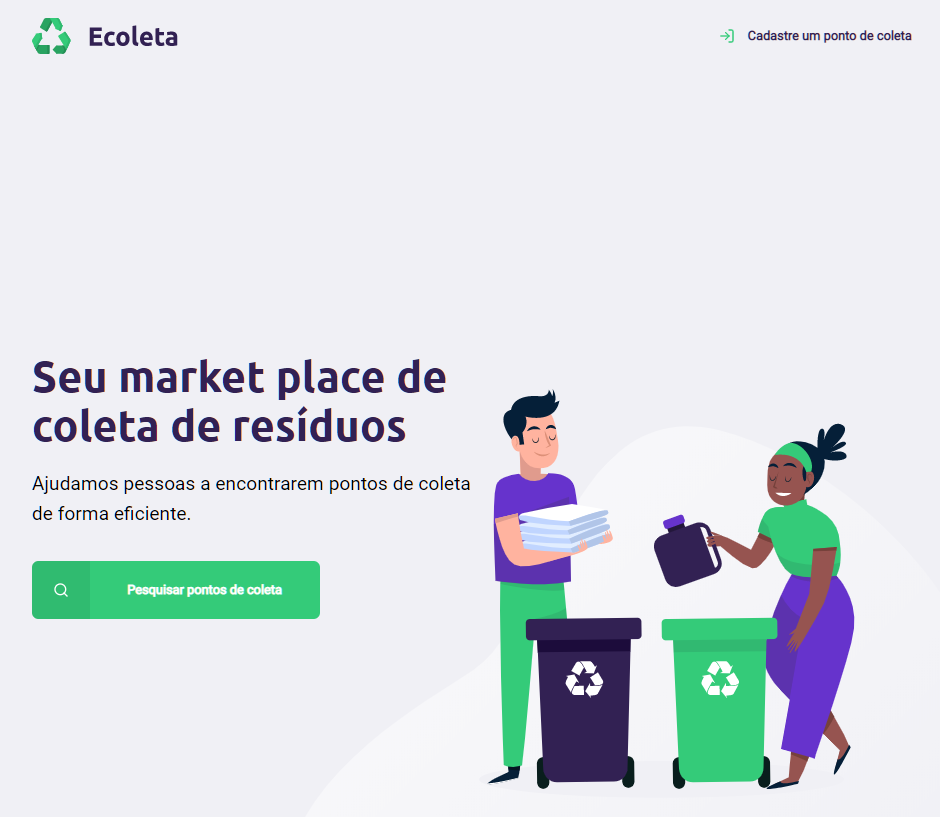 Ecoleta
Cadastre um ponto de coleta
Seu market place de
coleta de resíduos
Ajudamos pessoas a encontrarem pontos de coleta
de forma eficiente.
Pesquisar pontos de coleta